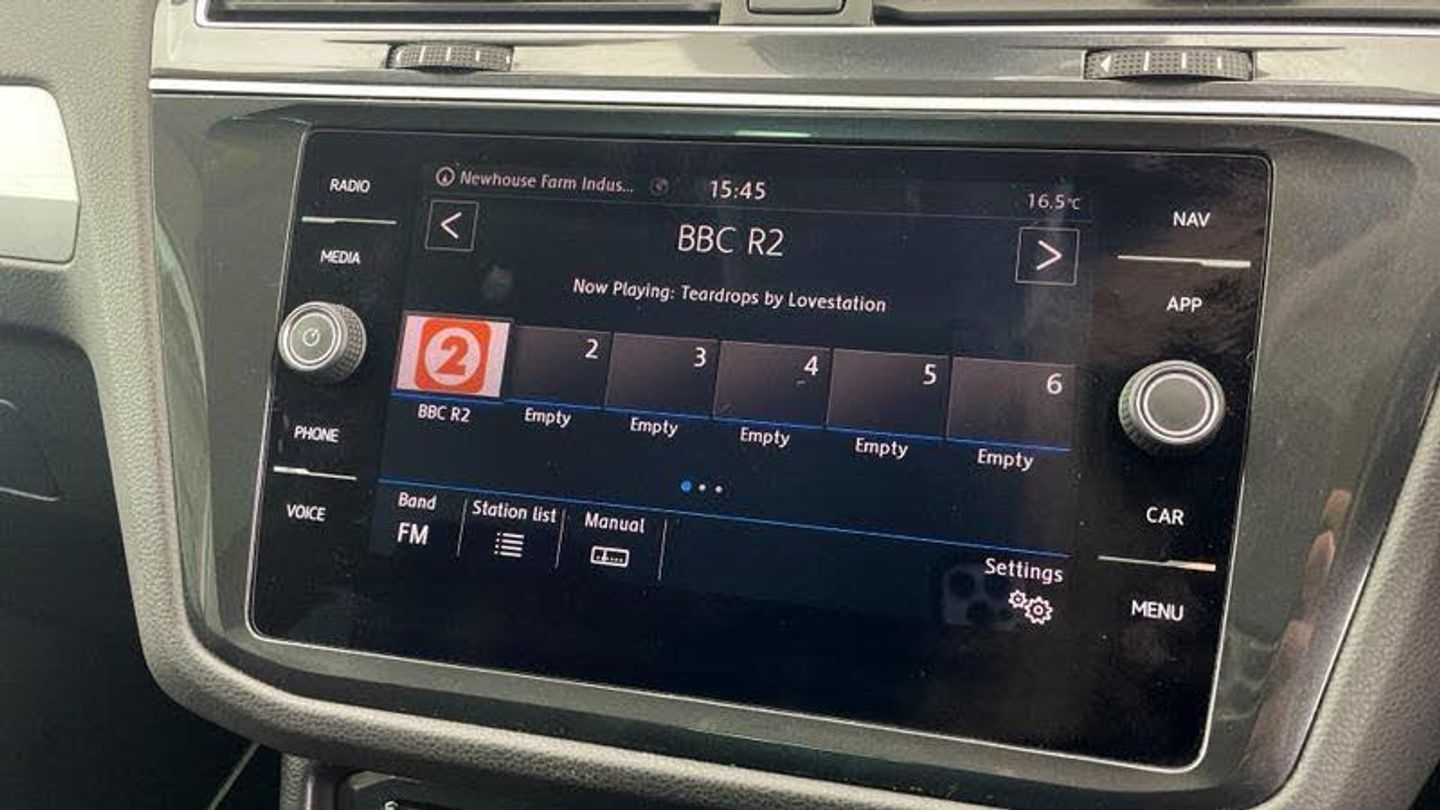 RADIO
MEDIA
PHONE
VOICE
Newhouse Farm Indus... 15:45 16.5°C
BBC R2
Now Playing: Teardrops by Lovestation
2 2 3 4 5 6
BBC R2 Empty Empty Empty Empty Empty
Band Station list Manual
FM
Settings
NAV
APP
CAR
MENU